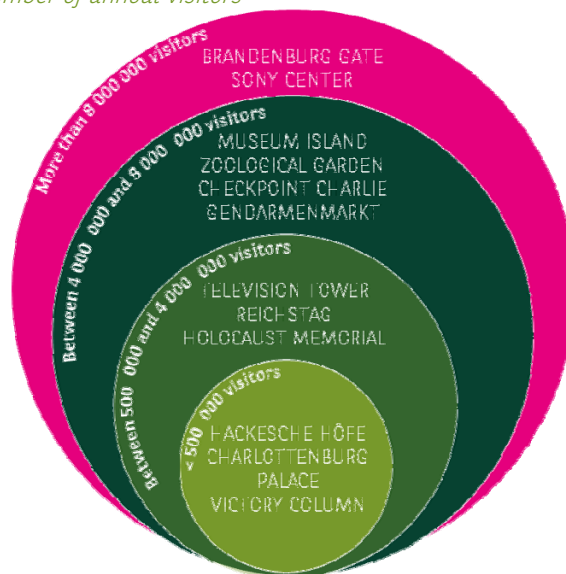 mber of annual visitors
More than 8 000 000 visitors
BRANDENBURG GATE
SONY CENTER
Between 4 000 000 and 8 000 000 visitors
MUSEUM ISLAND
ZOOLOGICAL GARDEN
CHECKPOINT CHARLIE
GENDARMENMARKT
Between 500 000 and 4 000 000 visitors
TELEVISION TOWER
REICHSTAG
HOLOCAUST MEMORIAL
< 500 000 visitors
HACKESCHE HÖFE
CHARLOTTENBURG
PALACE
VICTORY COLUMN